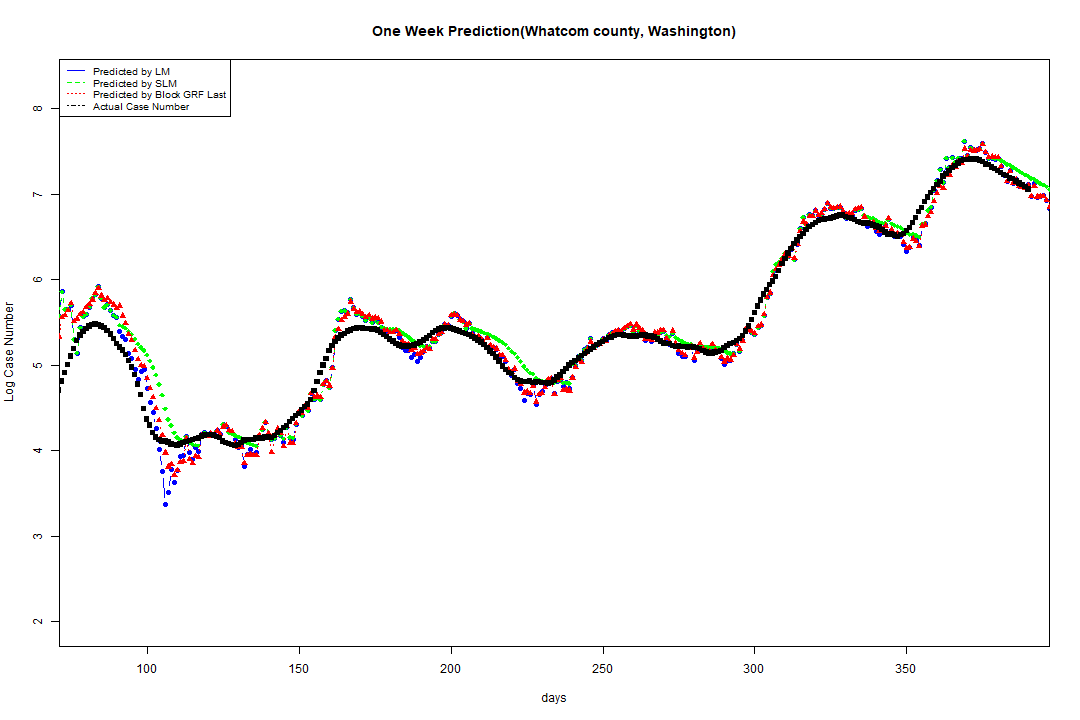 One Week Prediction(Whatcom county, Washington)
Predicted by LM
Predicted by SLM
Predicted by Block GRF Last
Actual Case Number
8
7
6
5
4
3
2
Log Case Number
100 150 200 250 300 350
days